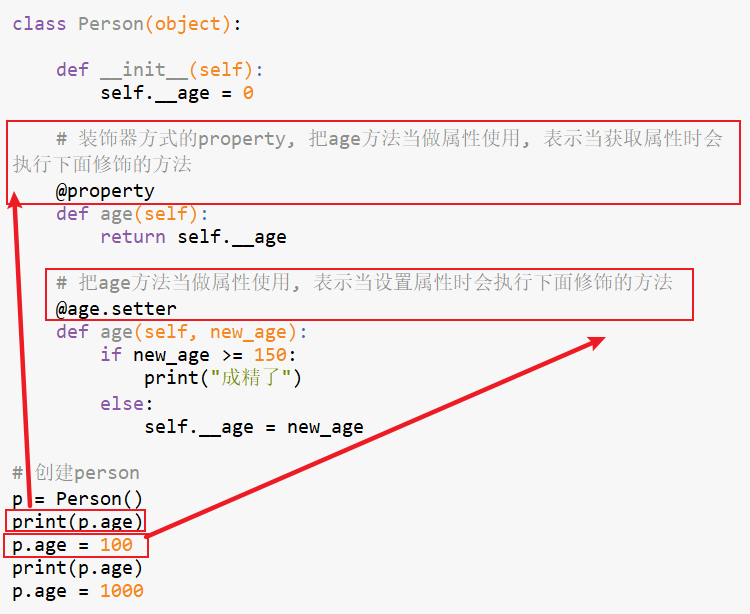 class Person(object):
    def __init__(self):
        self.__age = 0
    # 装饰器方式的property, 把age方法当做属性使用, 表示当获取属性时会
执行下面修饰的方法
    @property
    def age(self):
        return self.__age
    # 把age方法当做属性使用, 表示当设置属性时会执行下面修饰的方法
    @age.setter
    def age(self, new_age):
        if new_age >= 150:
            print("成精了")
        else:
            self.__age = new_age
# 创建person
p = Person()
print(p.age)
p.age = 100
print(p.age)
p.age = 1000